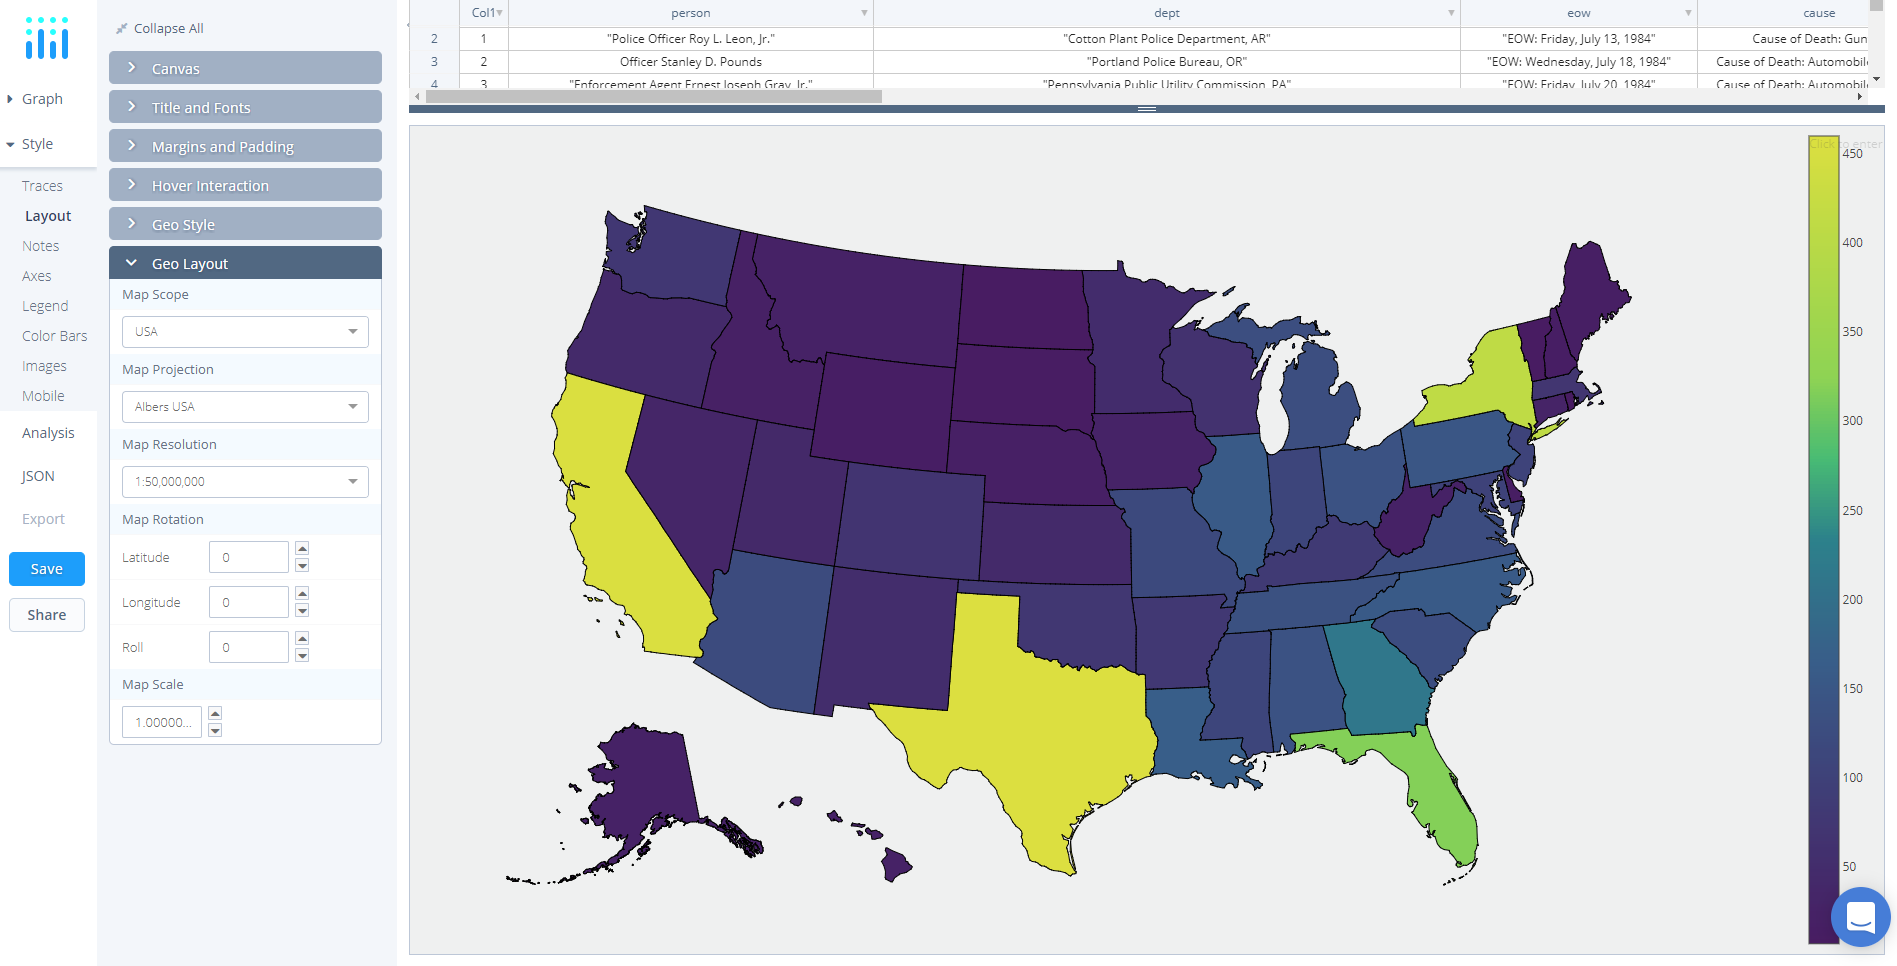 Collapse All
Canvas
Title and Fonts
Margins and Padding
Hover Interaction
Geo Style
Geo Layout
Map Scope
USA
Map Projection
Albers USA
Map Resolution
1:50,000,000
Map Rotation
Latitude 0
Longitude 0
Roll 0
Map Scale
1.00000...
Graph
Style
Traces
Layout
Notes
Axes
Legend
Color Bars
Images
Mobile
Analysis
JSON
Export
Save
Share
Col1 person dept eow cause
2 1 "Police Officer Roy L. Leon, Jr." "Cotton Plant Police Department, AR" "EOW: Friday, July 13, 1984" Cause of Death: Gun
3 2 Officer Stanley D. Pounds "Portland Police Bureau, OR" "EOW: Wednesday, July 18, 1984" Cause of Death: Automobile
4 3 "Enforcement Agent Ernest Joseph Gray, Jr." "Pennsylvania Public Utility Commission, PA" "EOW: Friday, July 20, 1984" Cause of Death: Automobile
Click to enter
450
400
350
300
250
200
150
100
50